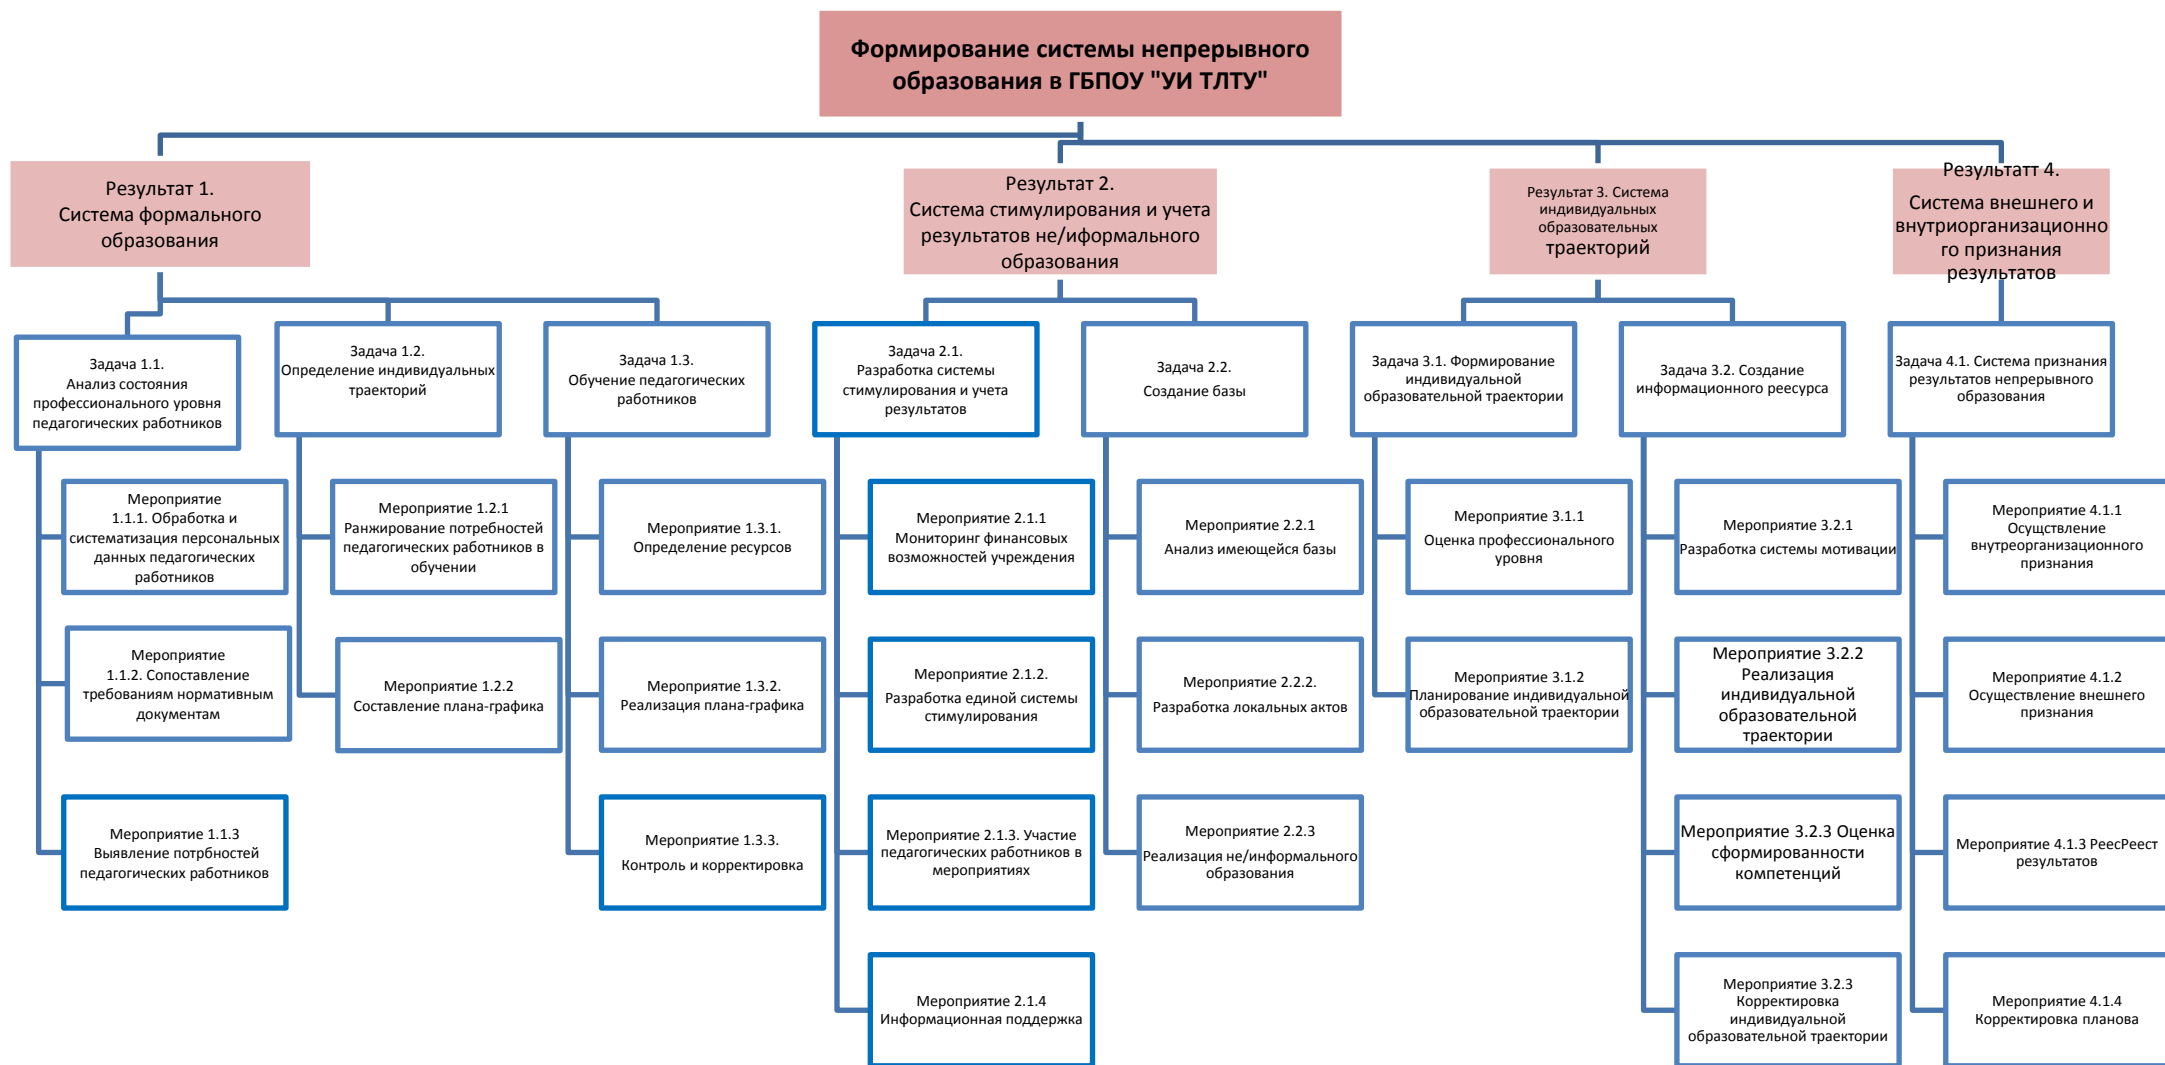 Формирование системы непрерывного
образования в ГБПОУ "УИ ТЛТУ"
Результат 1.
Система формального
образования
Результат 2.
Система стимулирования и учета
результатов не/иформального
образования
Результат 3. Система
индивидуальных
образовательных
траекторий
Результатт 4.
Система внешнего и
внутриорганизационно
го признания
результатов
Задача 1.1.
Анализ состояния
профессионального уровня
педагогических работников
Задача 1.2.
Определение индивидуальных
траекторий
Задача 1.3.
Обучение педагогических
работников
Задача 2.1.
Разработка системы
стимулирования и учета
результатов
Задача 2.2.
Создание базы
Задача 3.1. Формирование
индивидуальной
образовательной траектории
Задача 3.2. Создание
информационного реесурса
Задача 4.1. Система признания
результатов непрерывного
образования
Мероприятие
1.1.1. Обработка и
систематизация персональных
данных педагогических
работников
Мероприятие 1.2.1
Ранжирование потребностей
педагогических работников в
обучении
Мероприятие 1.3.1.
Определение ресурсов
Мероприятие 2.1.1
Мониторинг финансовых
возможностей учреждения
Мероприятие 2.2.1
Анализ имеющейся базы
Мероприятие 3.1.1
Оценка профессионального
уровня
Мероприятие 3.2.1
Разработка системы мотивации
Мероприятие 4.1.1
Осущствление
внутреорганизационного
признания
Мероприятие
1.1.2. Сопоставление
требованиям нормативным
документам
Мероприятие 1.2.2
Составление плана-графика
Мероприятие 1.3.2.
Реализация плана-графика
Мероприятие 2.1.2.
Разработка единой системы
стимулирования
Мероприятие 2.2.2.
Разработка локальных актов
Мероприятие 3.1.2
Планирование индивидуальной
образовательной траектории
Мероприятие 3.2.2
Реализация
индивидуальной
образовательной
траектории
Мероприятие 4.1.2
Осуществление внешнего
признания
Мероприятие 1.1.3
Выявление потрбностей
педагогических работников
Мероприятие 1.3.3.
Контроль и корректировка
Мероприятие 2.1.3. Участие
педагогических работников в
мероприятиях
Мероприятие 2.2.3
Реализация не/информального
образования
Мероприятие 3.2.3 Оценка
сформированности
компетенций
Мероприятие 4.1.3 РеесРеест
результатов
Мероприятие 2.1.4
Информационная поддержка
Мероприятие 3.2.3
Корректировка
индивидуальной
образовательной траектории
Мероприятие 4.1.4
Корректировка планова